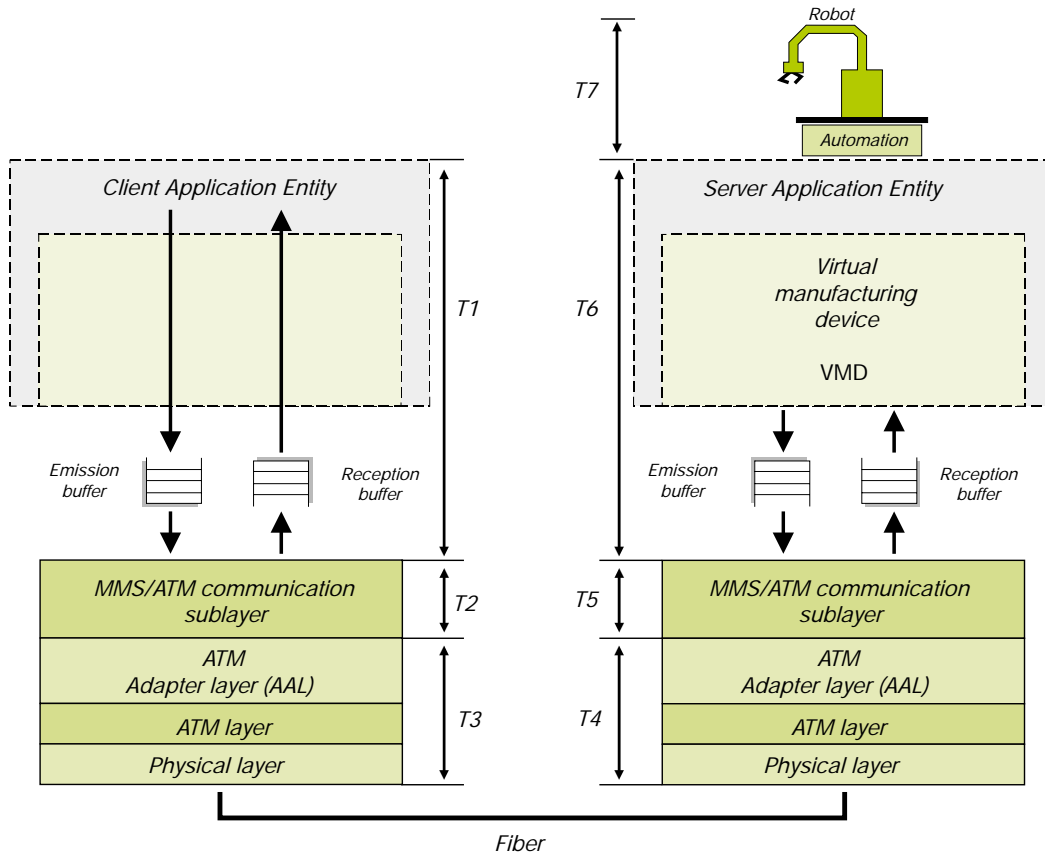 Robot
T7
Automation
Client Application Entity
Server Application Entity
T1
T6
Virtual
manufacturing
device
VMD
Emission
buffer
Reception
buffer
Emission
buffer
Reception
buffer
MMS/ATM communication
sublayer
T2
T5
MMS/ATM communication
sublayer
ATM
Adapter layer (AAL)
T3
T4
ATM
Adapter layer (AAL)
ATM layer
ATM layer
Physical layer
Physical layer
Fiber